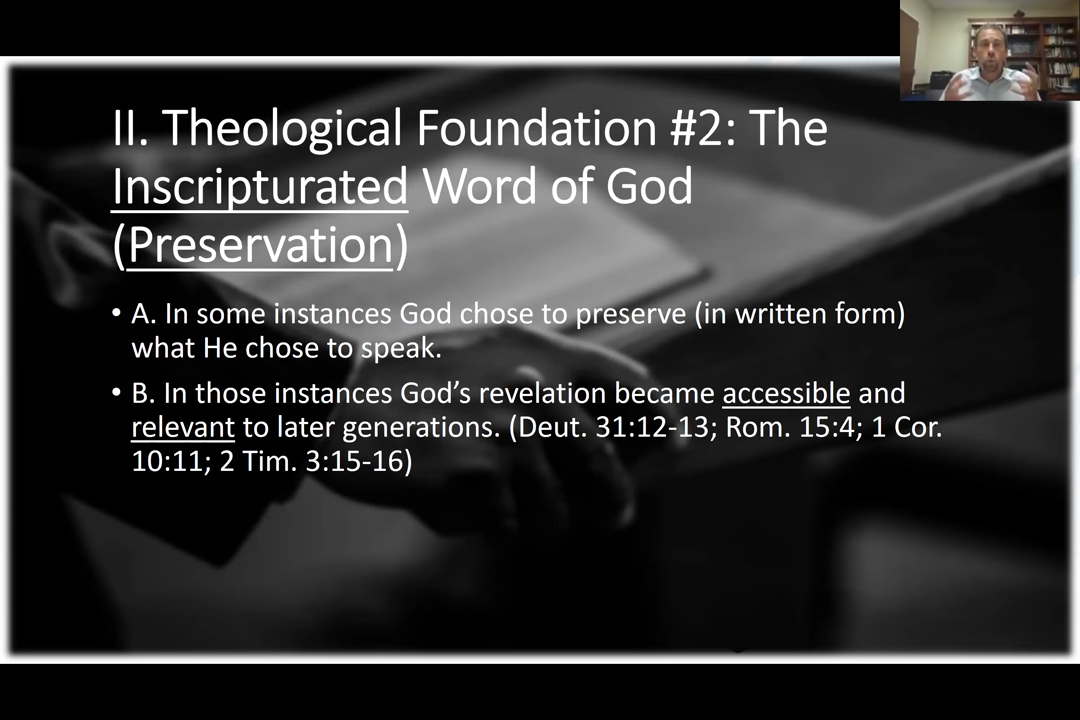 II. Theological Foundation #2: The
Inscripturated Word of God
(Preservation)
• A. In some instances God chose to preserve (in written form)
what He chose to speak.
• B. In those instances God’s revelation became accessible and
relevant to later generations. (Deut. 31:12-13; Rom. 15:4; 1 Cor.
10:11; 2 Tim. 3:15-16)